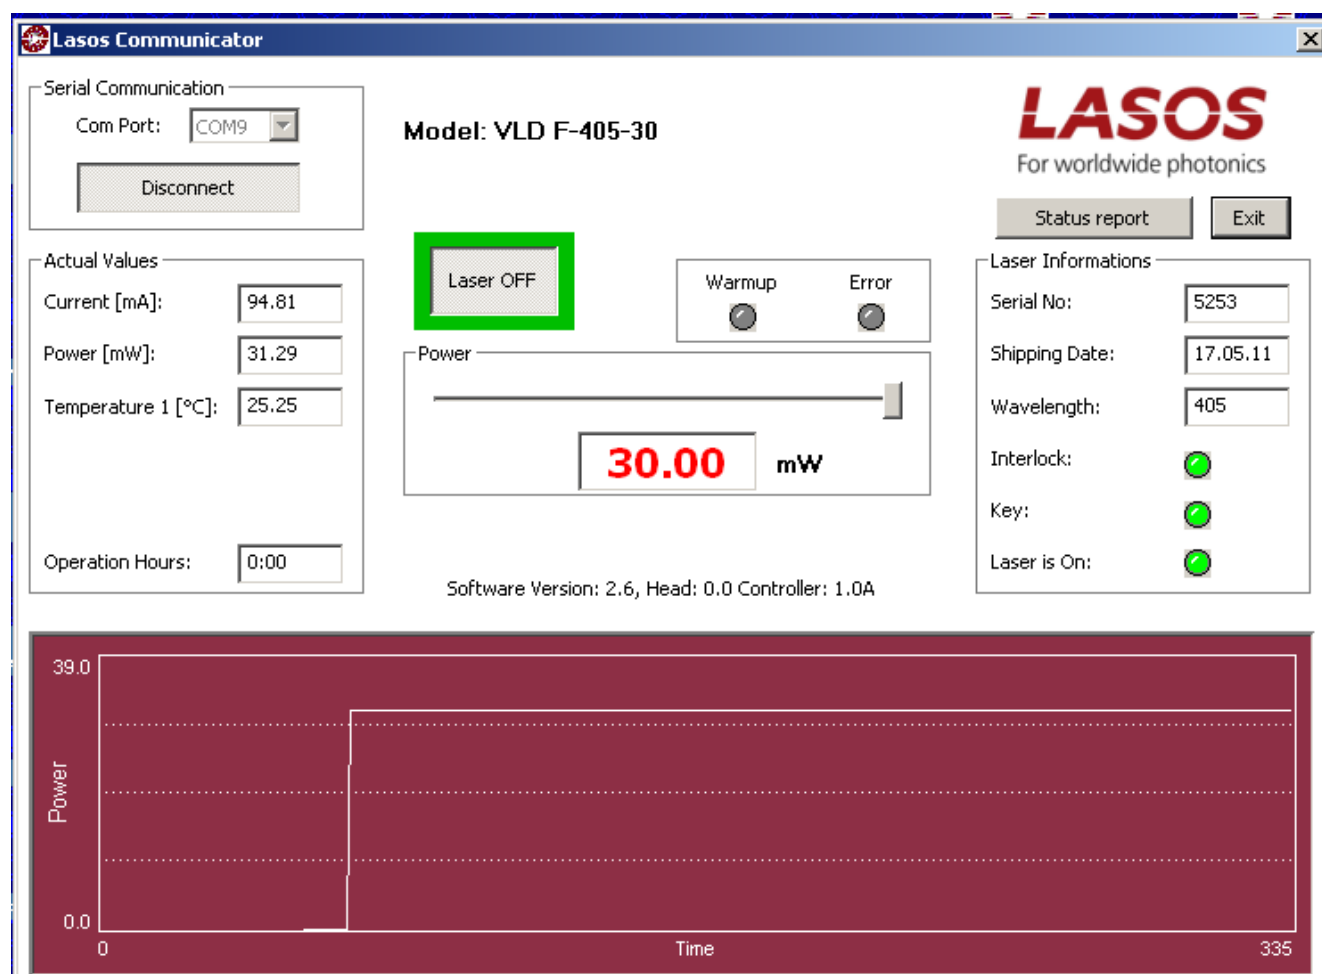 Lasos Communicator
Serial Communication
Com Port: COM9
Disconnect
Model: VLD F-405-30
LASOS
For worldwide photonics
Status report Exit
Actual Values
Current [mA]: 94.81
Power [mW]: 31.29
Temperature 1 [°C]: 25.25
Operation Hours: 0:00
Laser OFF
Warmup Error
Power
30.00 mW
Software Version: 2.6, Head: 0.0 Controller: 1.0A
Laser Informations
Serial No: 5253
Shipping Date: 17.05.11
Wavelength: 405
Interlock:
Key:
Laser is On:
39.0
Power
0.0
0 Time 335